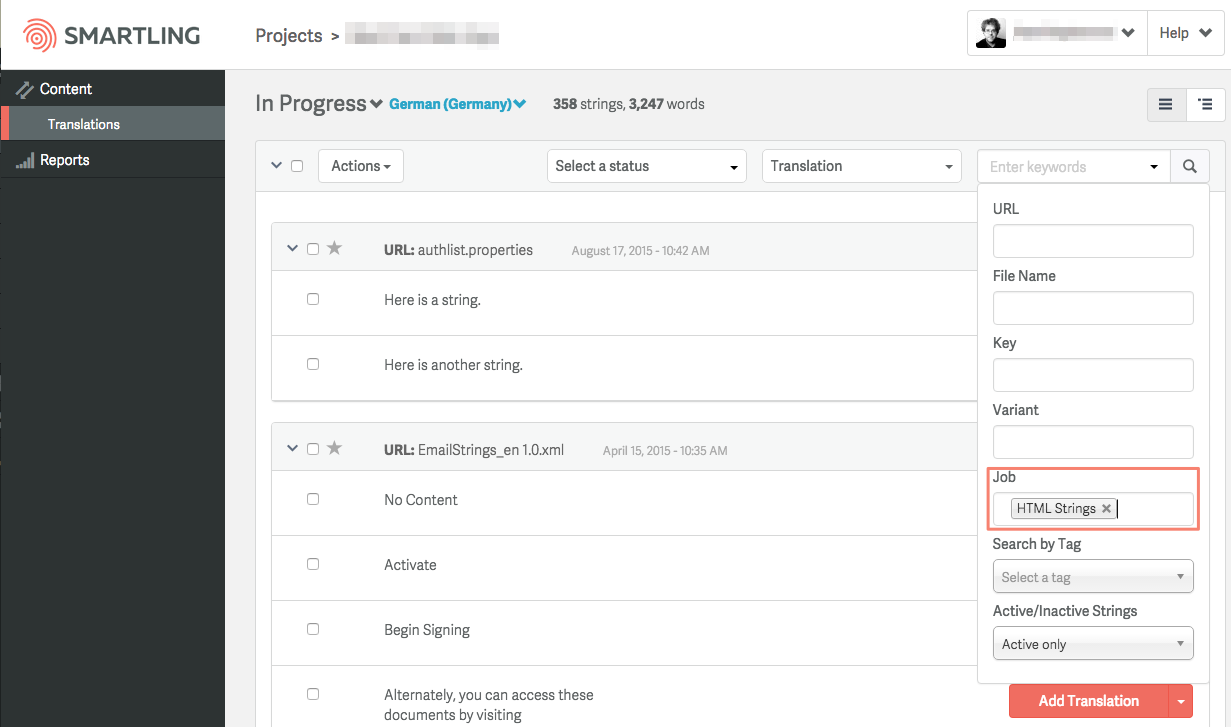 SMARTLING
Projects >
Help
Content
Translations
Reports
In Progress German (Germany) 358 strings, 3,247 words
Actions
Select a status
Translation
Enter keywords
URL: authlist.properties August 17, 2015 - 10:42 AM
Here is a string.
Here is another string.
URL: EmailStrings_en 1.0.xml April 15, 2015 - 10:35 AM
No Content
Activate
Begin Signing
Alternately, you can access these
documents by visiting
URL
File Name
Key
Variant
Job
HTML Strings ×
Search by Tag
Select a tag
Active/Inactive Strings
Active only
Add Translation